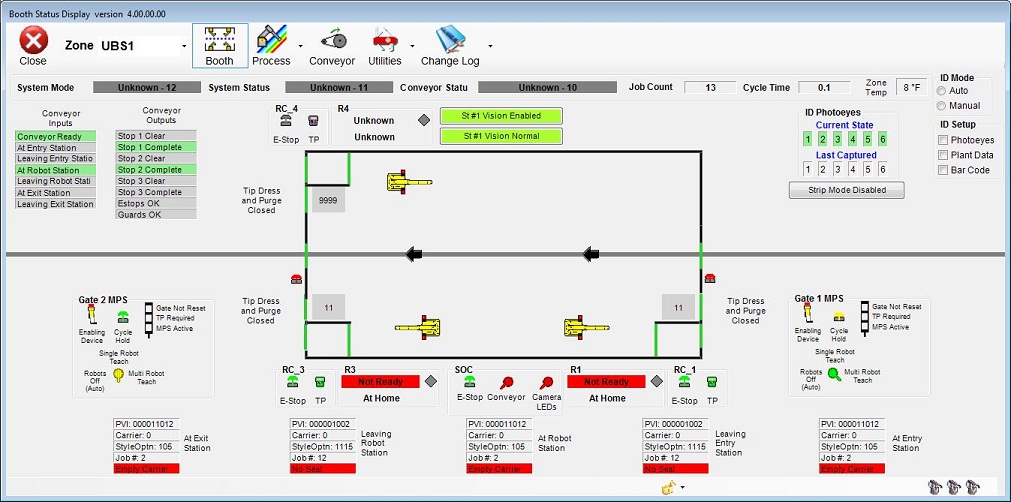 Booth Status Display version 4.00.00.00
Close
Zone UBS1
Booth
Process
Conveyor
Utilities
Change Log
System Mode Unknown - 12 System Status Unknown - 11 Conveyor Statu Unknown - 10 Job Count 13 Cycle Time 0.1 Zone Temp 8 °F
ID Mode
Auto
Manual
ID Setup
Photoeyes
Plant Data
Bar Code
Conveyor Inputs
Conveyor Ready
At Entry Station
Leaving Entry Statio
At Robot Station
Leaving Robot Stati
At Exit Station
Leaving Exit Station
Conveyor Outputs
Stop 1 Clear
Stop 1 Complete
Stop 2 Clear
Stop 2 Complete
Stop 3 Clear
Stop 3 Complete
Estops OK
Guards OK
RC_4
E-Stop TP
R4
Unknown
Unknown
St #1 Vision Enabled
St #1 Vision Normal
ID Photoeyes
Current State
1 2 3 4 5 6
Last Captured
1 2 3 4 5 6
Strip Mode Disabled
Tip Dress
and Purge
Closed
9999
Tip Dress
and Purge
Closed
11
11
Tip Dress
and Purge
Closed
Gate 2 MPS
Enabling
Device
Cycle
Hold
Gate Not Reset
TP Required
MPS Active
Single Robot
Teach
Robots
Off
(Auto)
Multi Robot
Teach
Gate 1 MPS
Enabling
Device
Cycle
Hold
Gate Not Reset
TP Required
MPS Active
Single Robot
Teach
Robots
Off
(Auto)
Multi Robot
Teach
RC_3
E-Stop TP
R3
Not Ready
At Home
SOC
E-Stop Conveyor Camera
LEDs
R1
Not Ready
At Home
RC_1
E-Stop TP
PVI: 000011012
Carrier: 0
StyleOptn: 105
Job #: 2
Empty Carrier
At Exit
Station
PVI: 000001002
Carrier: 0
StyleOptn: 1115
Job #: 12
No Seal
Leaving
Robot
Station
PVI: 000011012
Carrier: 0
StyleOptn: 105
Job #: 2
Empty Carrier
At Robot
Station
PVI: 000001002
Carrier: 0
StyleOptn: 1115
Job #: 12
No Seal
Leaving
Entry
Station
PVI: 000011012
Carrier: 0
StyleOptn: 105
Job #: 2
Empty Carrier
At Entry
Station